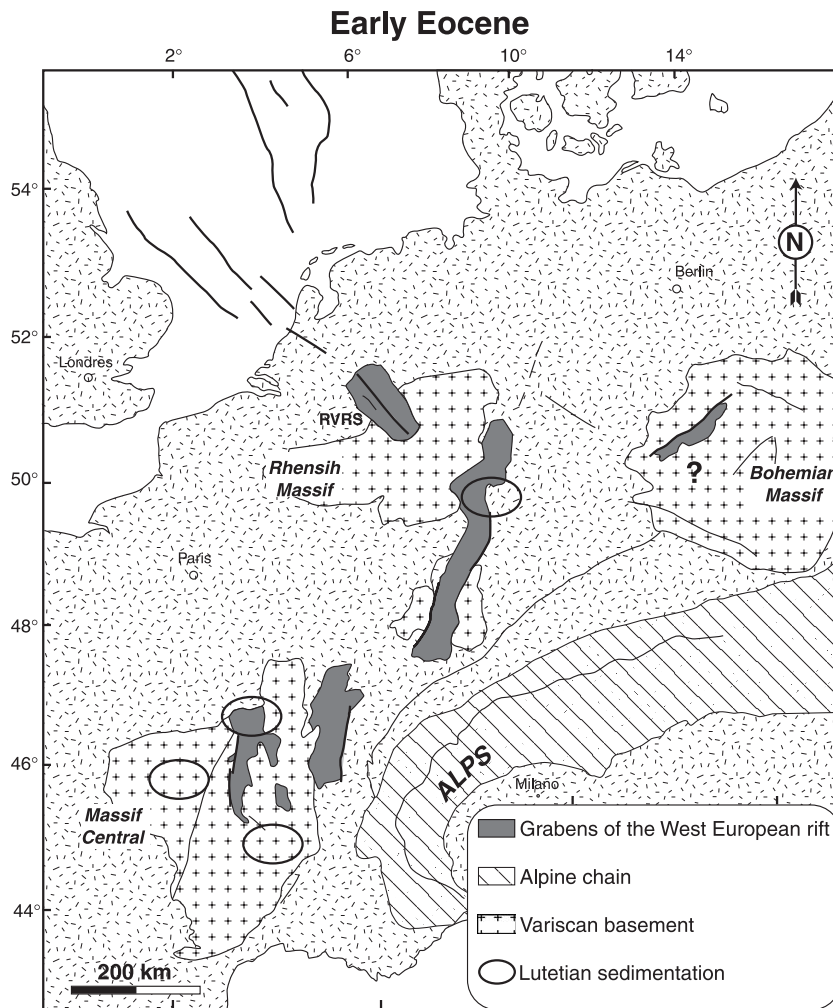 Early Eocene
2° 6° 10° 14°
54°
N
Berlin
52°
Londres
RVRS
50°
Rhensih
Massif
?
Bohemian
Massif
Paris
48°
46°
ALPS
Milaño
Massif
Central
Grabens of the West European rift
Alpine chain
44°
Variscan basement
200 km
Lutetian sedimentation